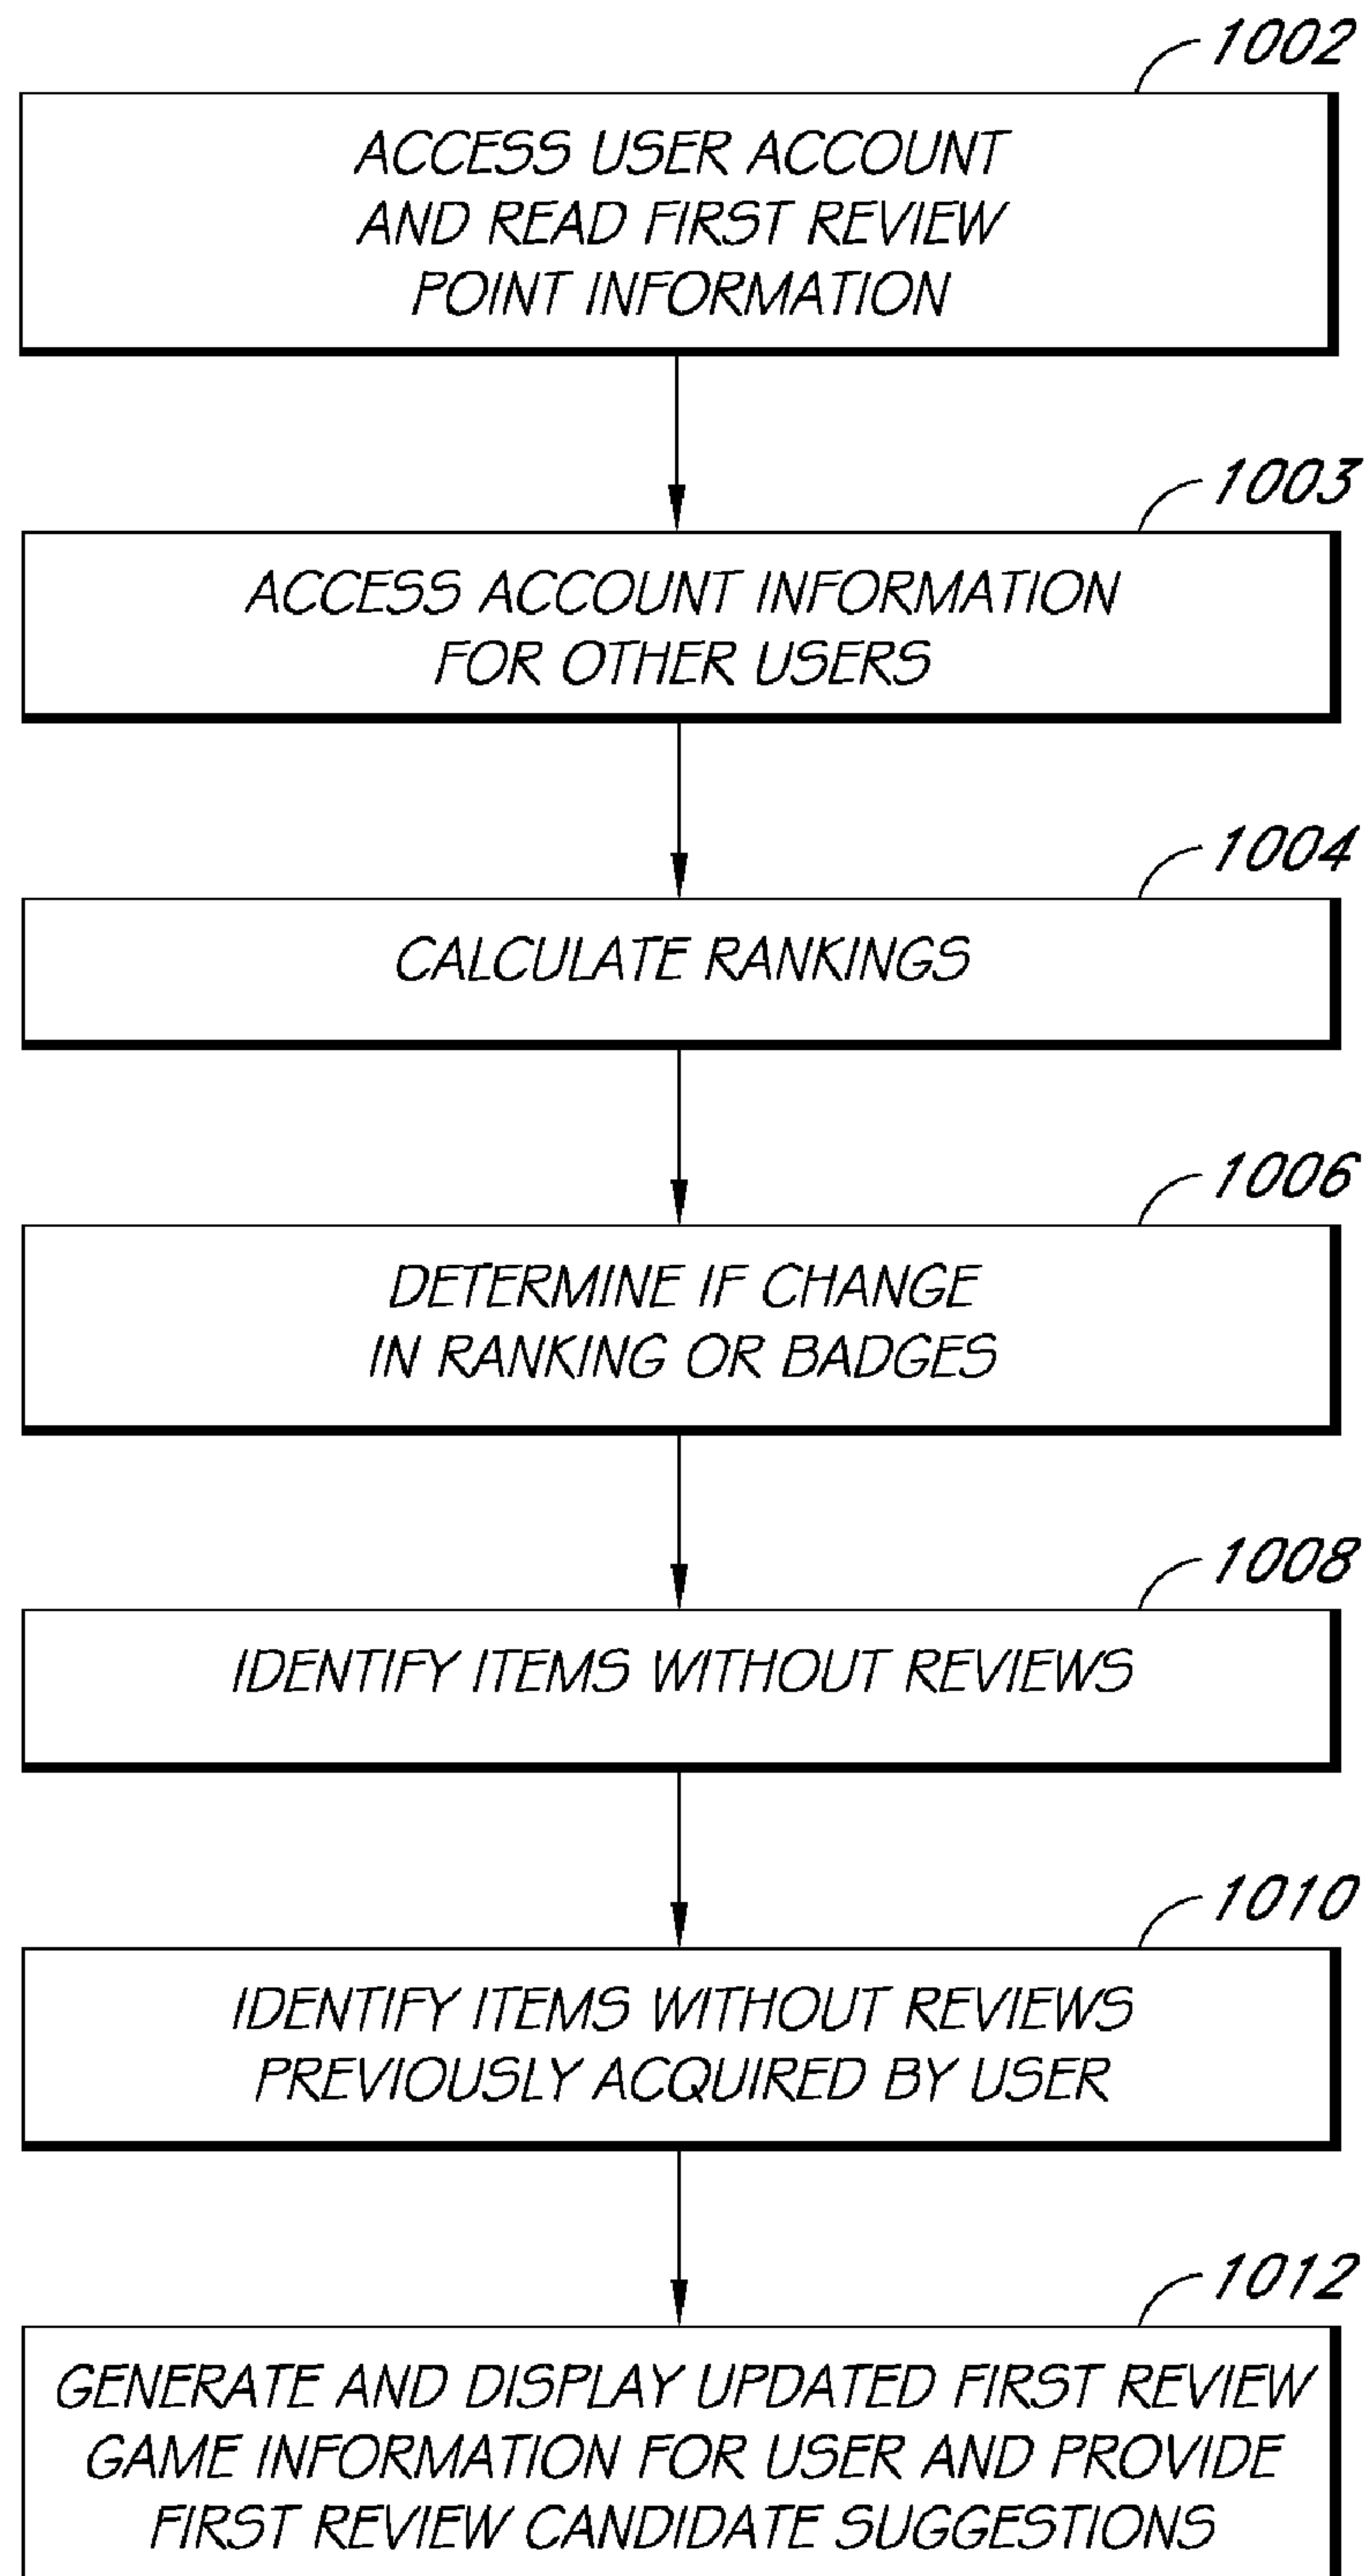 1002
ACCESS USER ACCOUNT
AND READ FIRST REVIEW
POINT INFORMATION
1003
ACCESS ACCOUNT INFORMATION
FOR OTHER USERS
1004
CALCULATE RANKINGS
1006
DETERMINE IF CHANGE
IN RANKING OR BADGES
1008
IDENTIFY ITEMS WITHOUT REVIEWS
1010
IDENTIFY ITEMS WITHOUT REVIEWS
PREVIOUSLY ACQUIRED BY USER
1012
GENERATE AND DISPLAY UPDATED FIRST REVIEW
GAME INFORMATION FOR USER AND PROVIDE
FIRST REVIEW CANDIDATE SUGGESTIONS